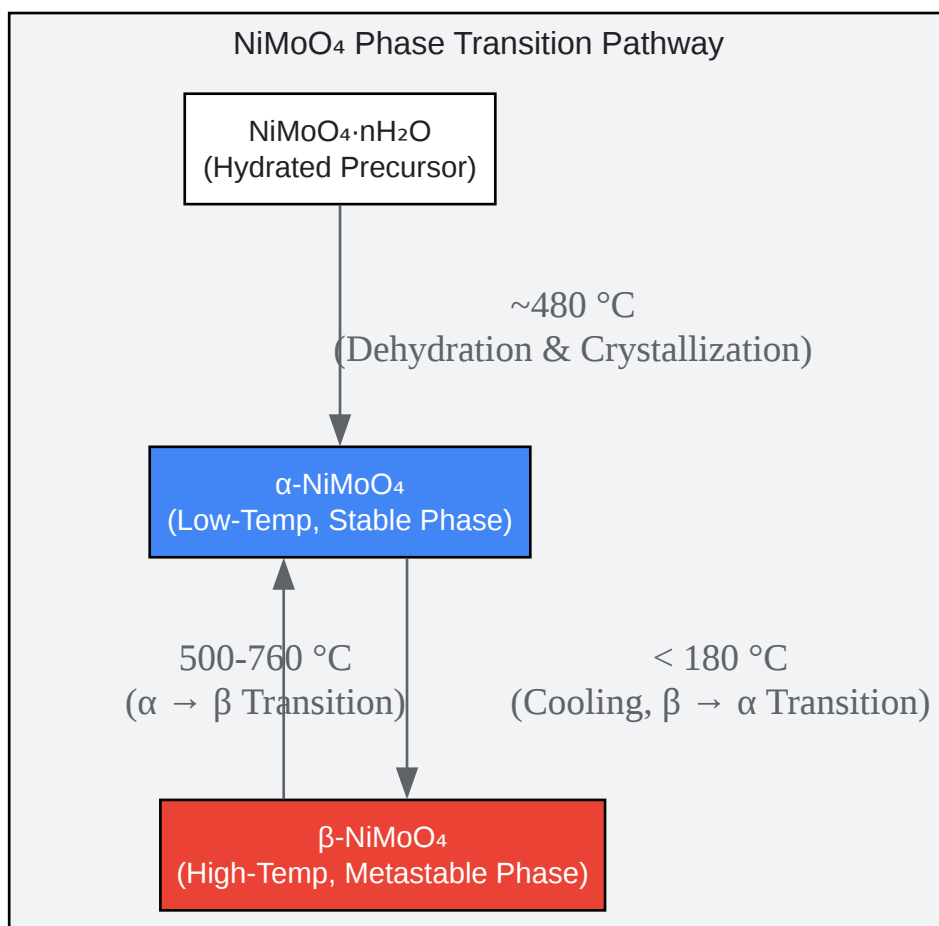 NiMoO₄ Phase Transition Pathway
NiMoO₄·nH₂O
(Hydrated Precursor)
~480 °C
(Dehydration & Crystallization)
α-NiMoO₄
(Low-Temp, Stable Phase)
500-760 °C
(α → β Transition)
< 180 °C
(Cooling, β → α Transition)
β-NiMoO₄
(High-Temp, Metastable Phase)